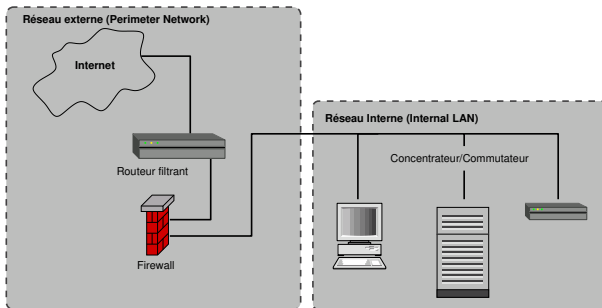 Réseau externe (Perimeter Network)
Internet
Réseau Interne (Internal LAN)
Concentrateur/Commutateur
Routeur filtrant
Firewall